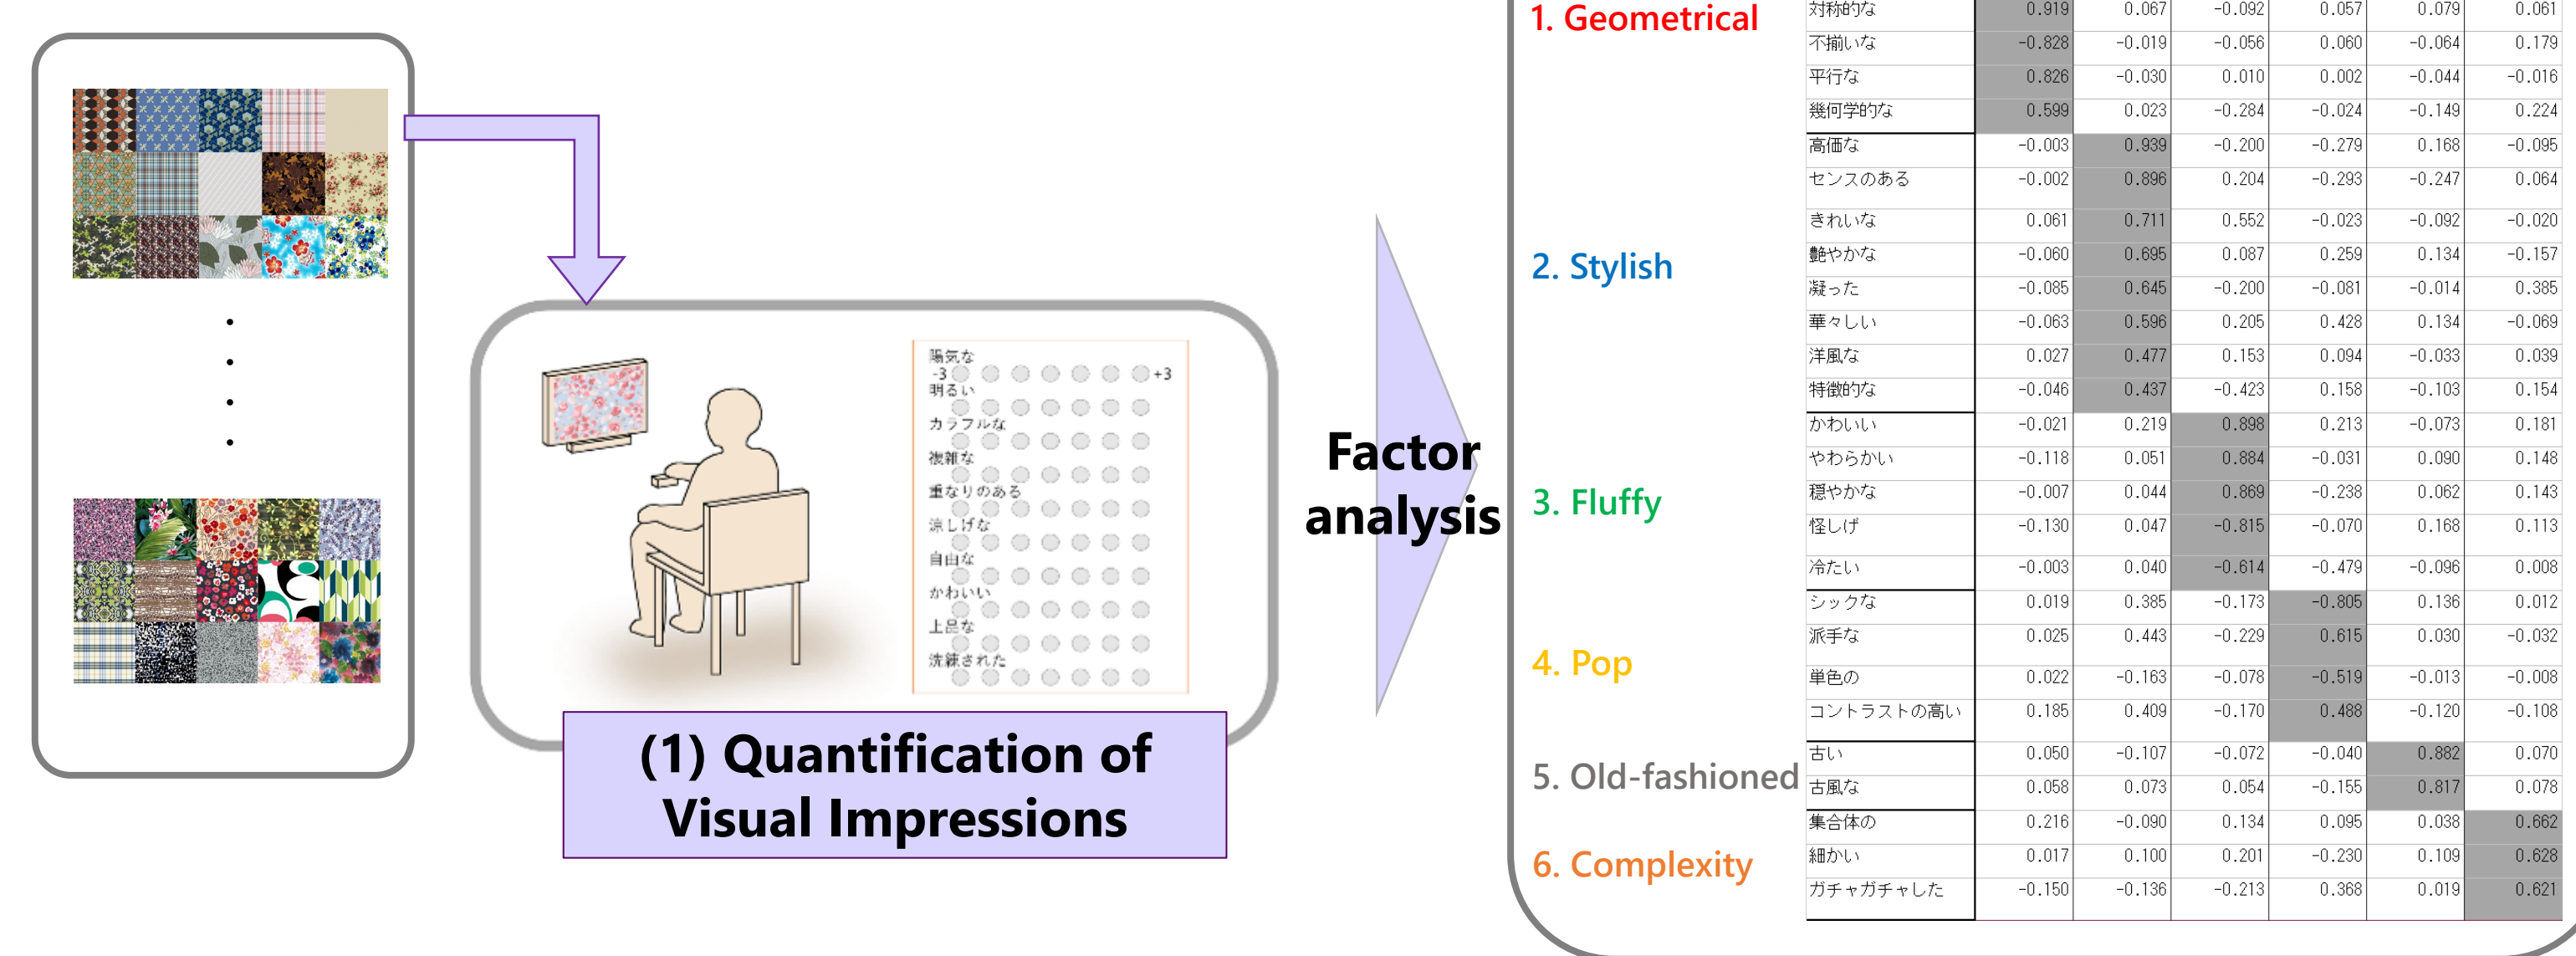 陽気な
-3 +3
明るい
カラフルな
複雑な
重なりのある
涼しげな
自由な
かわいい
上品な
洗練された
(1) Quantification of
Visual Impressions
Factor
analysis
1. Geometrical
2. Stylish
3. Fluffy
4. Pop
5. Old-fashioned
6. Complexity
対称的な 0.919 0.067 -0.092 0.057 0.079 0.061
不揃いな -0.828 -0.019 -0.056 0.060 -0.064 0.179
平行な 0.826 -0.030 0.010 0.002 -0.044 -0.016
幾何学的な 0.599 0.023 -0.284 -0.024 -0.149 0.224
高価な -0.003 0.939 -0.200 -0.279 0.168 -0.095
センスのある -0.002 0.896 0.204 -0.293 -0.247 0.064
きれいな 0.061 0.711 0.552 -0.023 -0.092 -0.020
艶やかな -0.060 0.695 0.087 0.259 0.134 -0.157
凝った -0.085 0.645 -0.200 -0.081 -0.014 0.385
華々しい -0.063 0.596 0.205 0.428 0.134 -0.069
洋風な 0.027 0.477 0.153 0.094 -0.033 0.039
特徴的な -0.046 0.437 -0.423 0.158 -0.103 0.154
かわいい -0.021 0.219 0.898 0.213 -0.073 0.181
やわらかい -0.118 0.051 0.884 -0.031 0.090 0.148
穏やかな -0.007 0.044 0.869 -0.238 0.062 0.143
怪しげ -0.130 0.047 -0.815 -0.070 0.168 0.113
冷たい -0.003 0.040 -0.614 -0.479 -0.096 0.008
シックな 0.019 0.385 -0.173 -0.805 0.136 0.012
派手な 0.025 0.443 -0.229 0.615 0.030 -0.032
単色の 0.022 -0.163 -0.078 -0.519 -0.013 -0.008
コントラストの高い 0.185 0.409 -0.170 0.488 -0.120 -0.108
古い 0.050 -0.107 -0.072 -0.040 0.882 0.070
古風な 0.058 0.073 0.054 -0.155 0.817 0.078
集合体の 0.216 -0.090 0.134 0.095 0.038 0.662
細かい 0.017 0.100 0.201 -0.230 0.109 0.628
ガチャガチャした -0.150 -0.136 -0.213 0.368 0.019 0.621